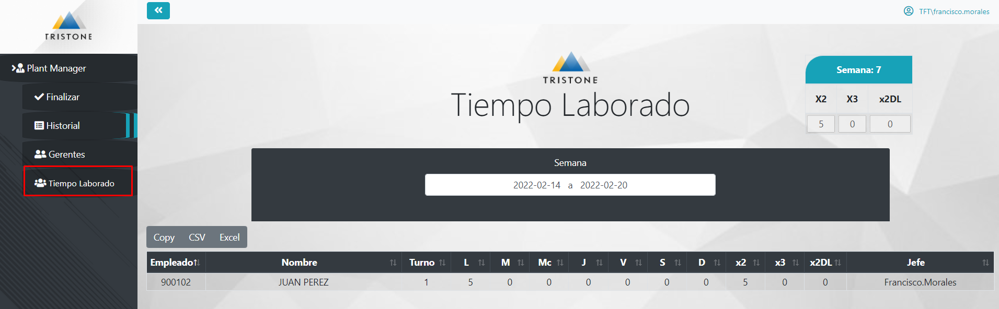 TRISTONE
Plant Manager
Finalizar
Historial
Gerentes
Tiempo Laborado
TFT\francisco.morales
TRISTONE
Tiempo Laborado
Semana: 7
X2 X3 x2DL
5 0 0
Semana
2022-02-14 a 2022-02-20
Copy CSV Excel
Empleado Nombre Turno L M Mc J V S D x2 x3 x2DL Jefe
900102 JUAN PEREZ 1 5 0 0 0 0 0 0 5 0 0 Francisco.Morales